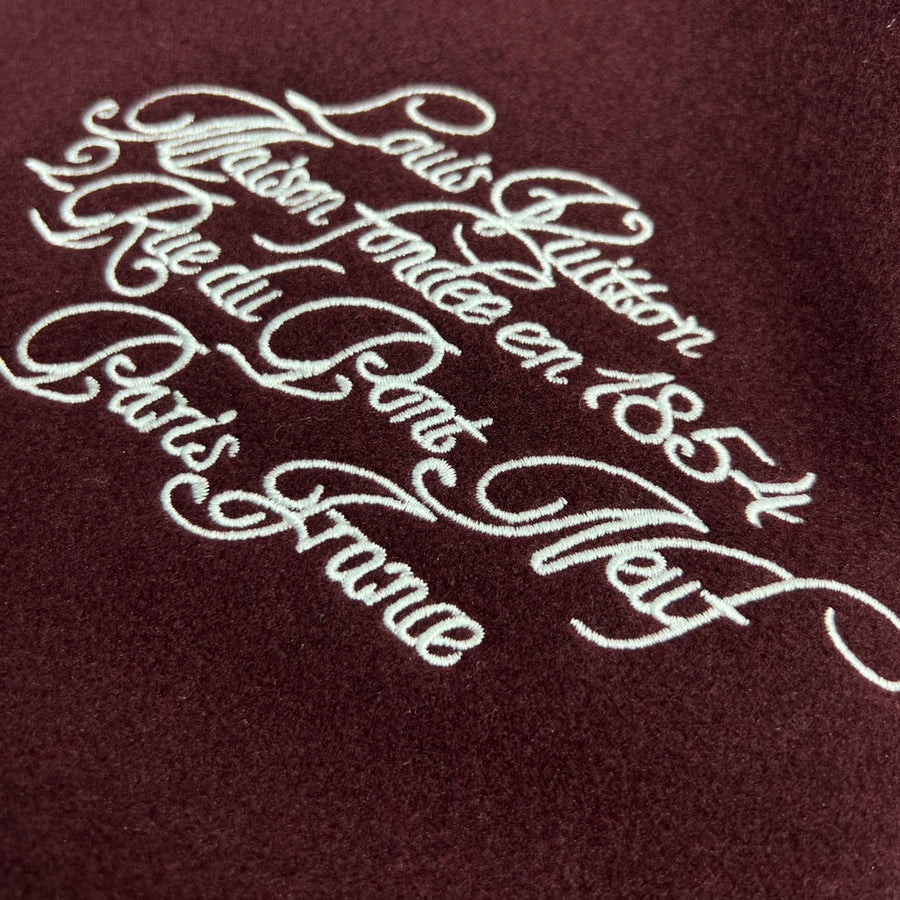 Louis Vuitton
Maison fondée en 1854
2 Rue du Pont Neuf
Paris France